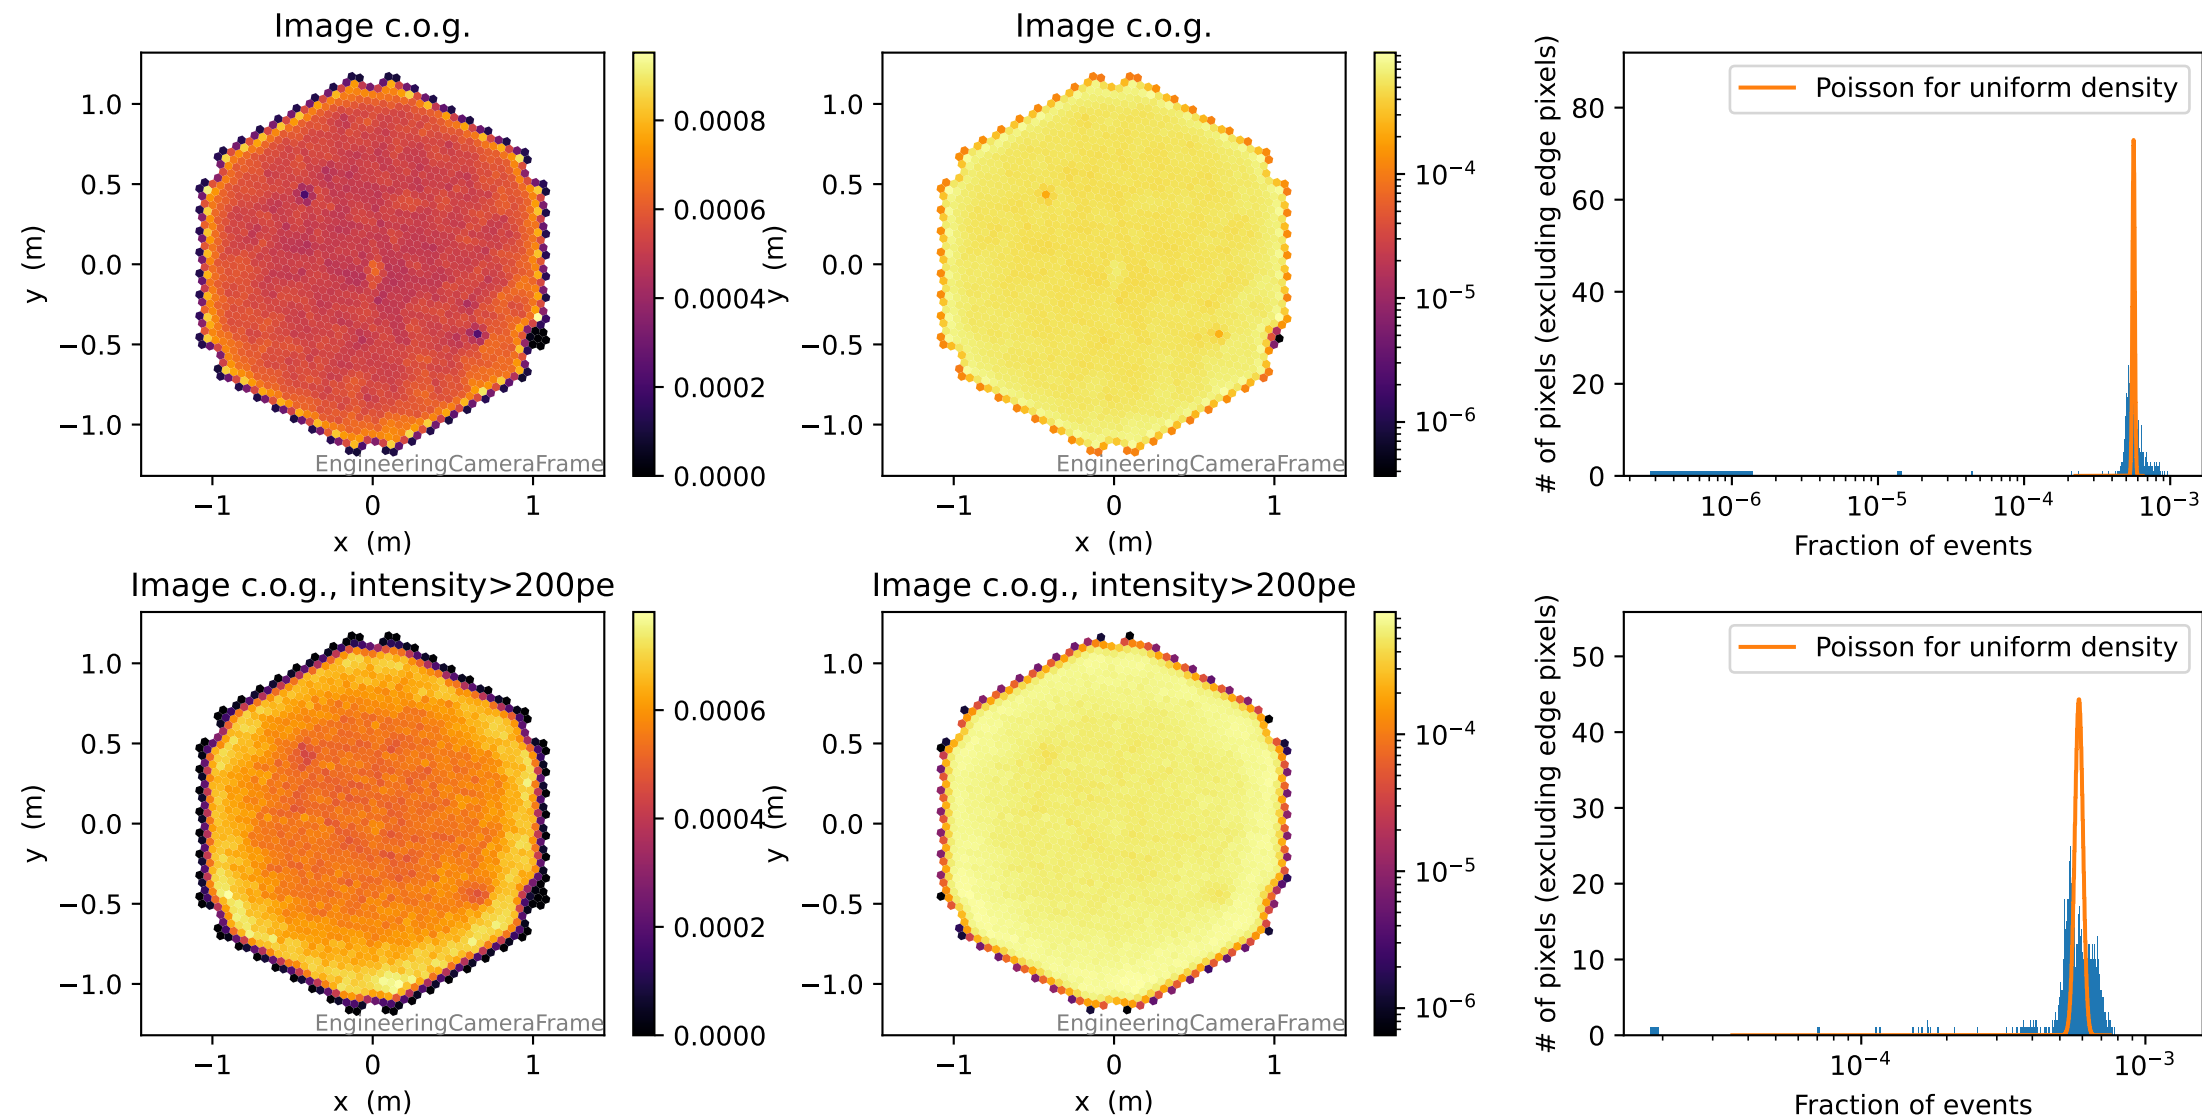 Image c.o.g.
1.0
0.5
0.0
−0.5
−1.0
y (m)
−1
0
1
x (m)
EngineeringCameraFrame
0.0008
0.0006
0.0004
0.0002
0.0000
Image c.o.g.
1.0
0.5
0.0
−0.5
−1.0
y (m)
−1
0
1
x (m)
EngineeringCameraFrame
10⁻⁴
10⁻⁵
10⁻⁶
# of pixels (excluding edge pixels)
80
60
40
20
0
Poisson for uniform density
10⁻⁶
10⁻⁵
10⁻⁴
10⁻³
Fraction of events
Image c.o.g., intensity>200pe
1.0
0.5
0.0
−0.5
−1.0
y (m)
−1
0
1
x (m)
EngineeringCameraFrame
0.0006
0.0004
0.0002
0.0000
Image c.o.g., intensity>200pe
1.0
0.5
0.0
−0.5
−1.0
y (m)
−1
0
1
x (m)
EngineeringCameraFrame
10⁻⁴
10⁻⁵
10⁻⁶
# of pixels (excluding edge pixels)
50
40
30
20
10
0
Poisson for uniform density
10⁻⁴
10⁻³
Fraction of events